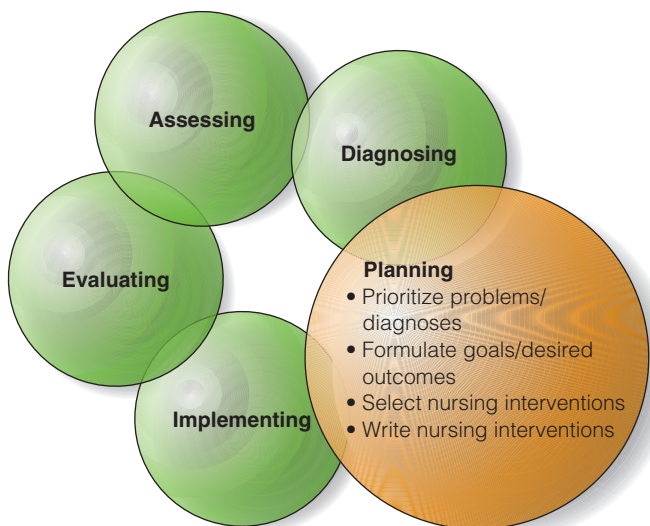 Assessing
Diagnosing
Planning
• Prioritize problems/
diagnoses
• Formulate goals/desired
outcomes
• Select nursing interventions
• Write nursing interventions
Implementing
Evaluating